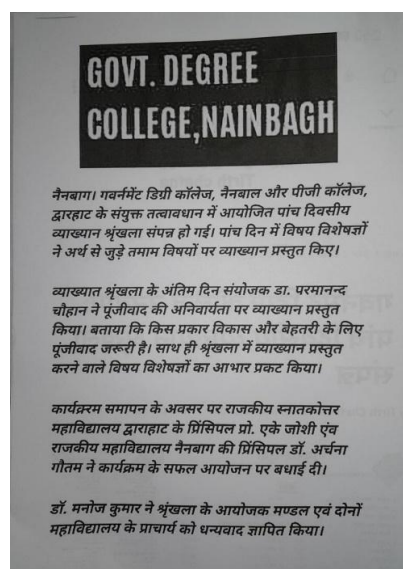 GOVT. DEGREE
COLLEGE,NAINBAGH
नैनबाग। गवर्नमेंट डिग्री कॉलेज, नैनबाल और पीजी कॉलेज,
द्वारहाट के संयुक्त तत्वावधान में आयोजित पांच दिवसीय
व्याख्यान श्रृंखला संपन्न हो गई। पांच दिन में विषय विशेषज्ञों
ने अर्थ से जुड़े तमाम विषयों पर व्याख्यान प्रस्तुत किए।
व्याख्यात श्रृंखला के अंतिम दिन संयोजक डा. परमानन्द
चौहान ने पूंजीवाद की अनिवार्यता पर व्याख्यान प्रस्तुत
किया। बताया कि किस प्रकार विकास और बेहतरी के लिए
पूंजीवाद जरूरी है। साथ ही श्रृंखला में व्याख्यान प्रस्तुत
करने वाले विषय विशेषज्ञों का आभार प्रकट किया।
कार्यक्रम समापन के अवसर पर राजकीय स्नातकोत्तर
महाविद्यालय द्वाराहाट के प्रिंसिपल प्रो. एके जोशी एंव
राजकीय महाविद्यालय नैनबाग की प्रिंसिपल डॉ. अर्चना
गौतम ने कार्यक्रम के सफल आयोजन पर बधाई दी।
डॉ. मनोज कुमार ने श्रृंखला के आयोजक मण्डल एवं दोनों
महाविद्यालय के प्राचार्य को धन्यवाद ज्ञापित किया।